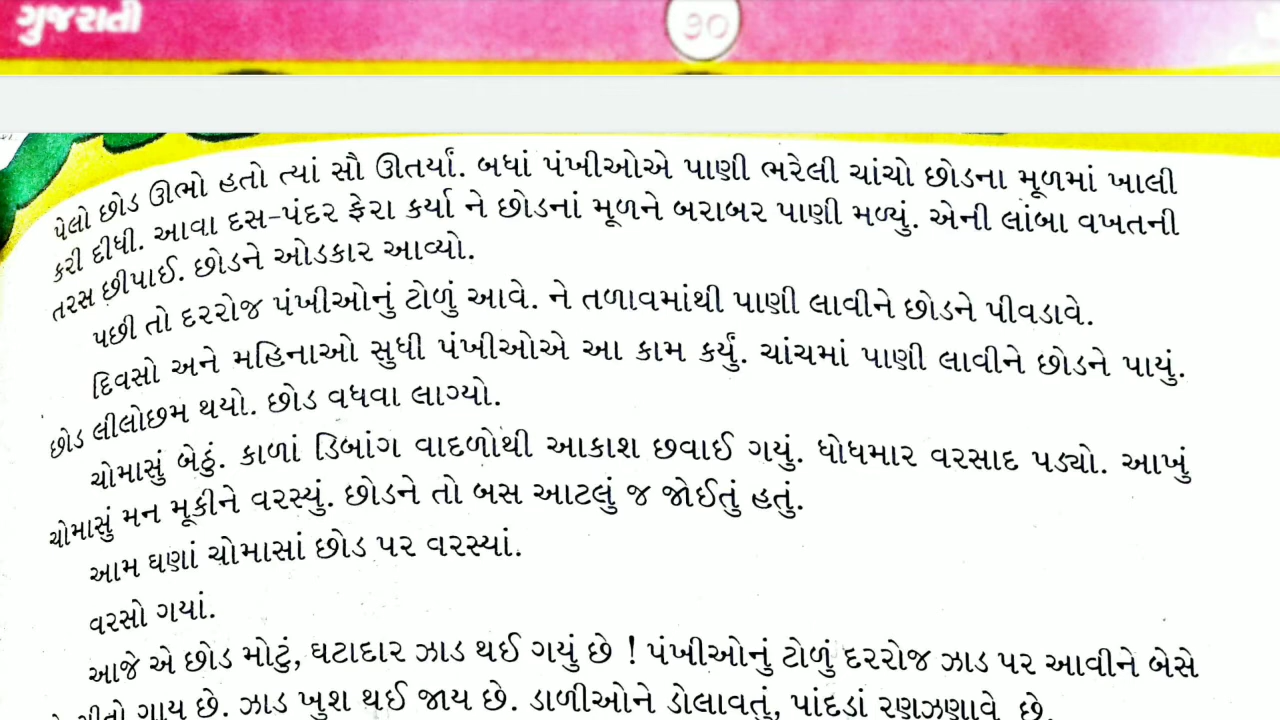 ગુજરાતી
90
પેલો છોડ ઊભો હતો ત્યાં સૌ ઊતર્યાં. બધાં પંખીઓએ પાણી ભરેલી ચાંચો છોડના મૂળમાં ખાલી
કરી દીધી. આવા દસ-પંદર ફેરા કર્યા ને છોડનાં મૂળને બરાબર પાણી મળ્યું. એની લાંબા વખતની
તરસ છીપાઈ. છોડને ઓડકાર આવ્યો.
પછી તો દરરોજ પંખીઓનું ટોળું આવે. ને તળાવમાંથી પાણી લાવીને છોડને પીવડાવે.
દિવસો અને મહિનાઓ સુધી પંખીઓએ આ કામ કર્યું. ચાંચમાં પાણી લાવીને છોડને પાયું.
છોડ લીલોછમ થયો. છોડ વધવા લાગ્યો.
ચોમાસું બેઠું. કાળાં ડિબાંગ વાદળોથી આકાશ છવાઈ ગયું. ધોધમાર વરસાદ પડ્યો. આખું
ચોમાસું મન મૂકીને વરસ્યું. છોડને તો બસ આટલું જ જોઈતું હતું.
આમ ઘણાં ચોમાસાં છોડ પર વરસ્યાં.
વરસો ગયાં.
આજે એ છોડ મોટું, ઘટાદાર ઝાડ થઈ ગયું છે ! પંખીઓનું ટોળું દરરોજ ઝાડ પર આવીને બેસે
ગાય છે. ઝાડ ખુશ થઈ જાય છે. ડાળીઓને ડોલાવતું, પાંદડાં રણઝણાવે છે.